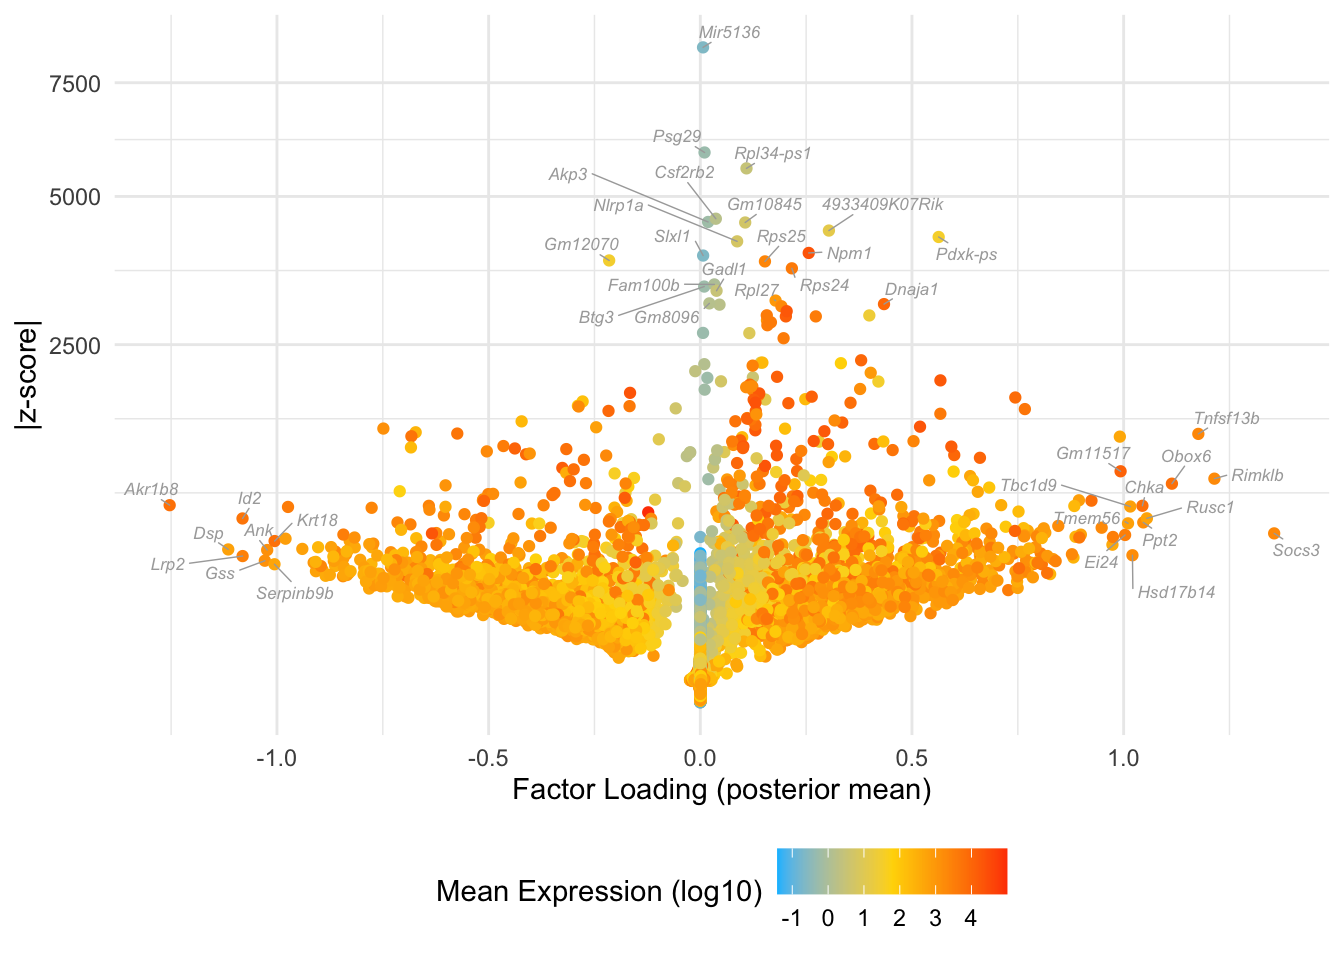 Mir5136
7500
Psg29
Rpl34-ps1
Akp3
Csf2rb2
5000
Nlrp1a
Gm10845
4933409K07Rik
Slxl1
Rps25
Gm12070
Npm1
Pdxk-ps
Gadl1
Fam100b
Rpl27
Rps24
Dnaja1
Btg3
Gm8096
2500
|z-score|
Tnfsf13b
Gm11517
Obox6
Rimklb
Akr1b8
Id2
Tbc1d9
Chka
Rusc1
Dsp
Ank
Krt18
Tmem56
Ppt2
Socs3
Lrp2
Gss
Ei24
Serpinb9b
Hsd17b14
-1.0
-0.5
0.0
0.5
1.0
Factor Loading (posterior mean)
Mean Expression (log10)
-1 0 1 2 3 4